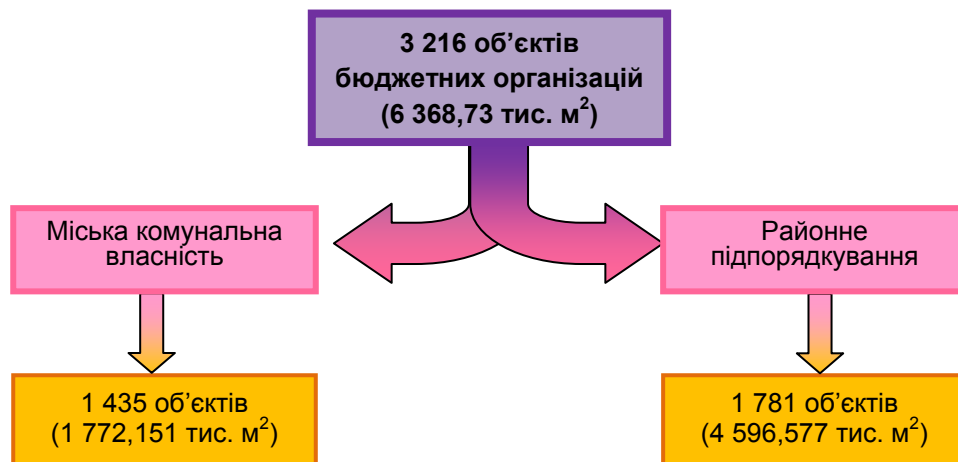 3 216 об’єктів
бюджетних організацій
(6 368,73 тис. м²)
Міська комунальна
власність
Районне
підпорядкування
1 435 об’єктів
(1 772,151 тис. м²)
1 781 об’єктів
(4 596,577 тис. м²)